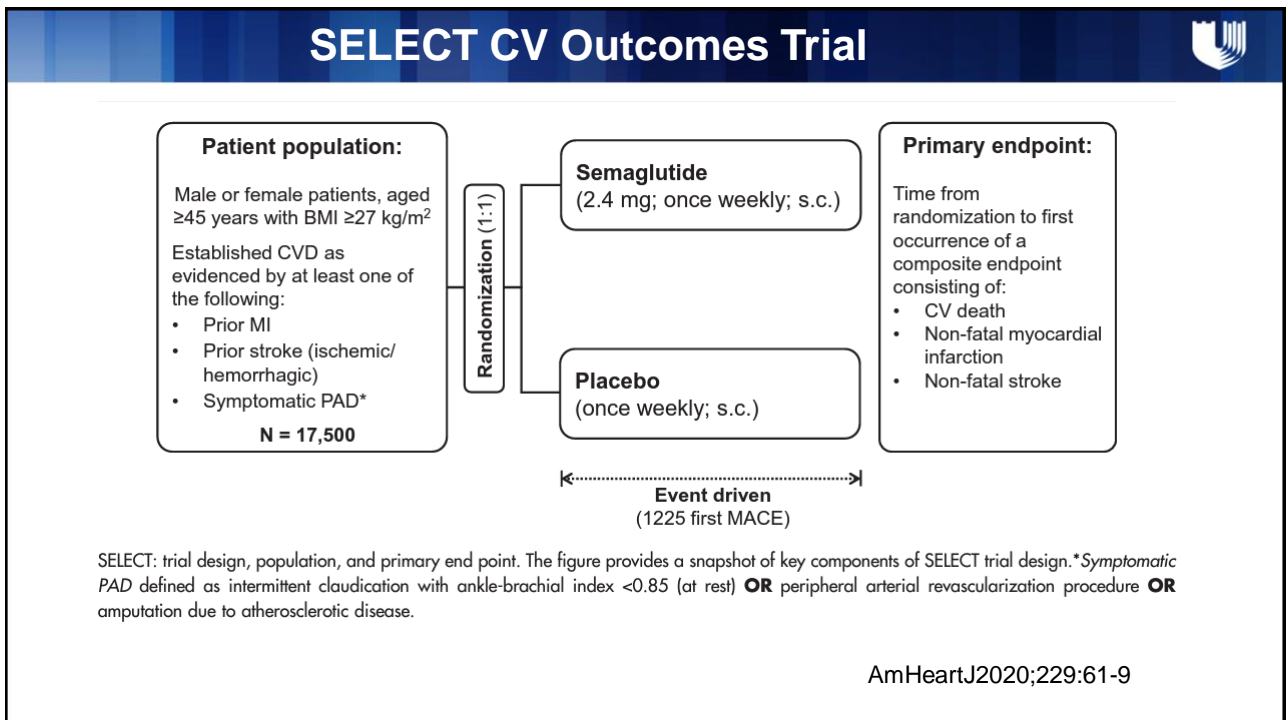 SELECT CV Outcomes Trial
Patient population:
Male or female patients, aged
≥45 years with BMI ≥27 kg/m²
Established CVD as
evidenced by at least one of
the following:
• Prior MI
• Prior stroke (ischemic/
hemorrhagic)
• Symptomatic PAD*
N = 17,500
Randomization (1:1)
Semaglutide
(2.4 mg; once weekly; s.c.)
Placebo
(once weekly; s.c.)
Event driven
(1225 first MACE)
Primary endpoint:
Time from
randomization to first
occurrence of a
composite endpoint
consisting of:
• CV death
• Non-fatal myocardial
infarction
• Non-fatal stroke
SELECT: trial design, population, and primary end point. The figure provides a snapshot of key components of SELECT trial design.*Symptomatic
PAD defined as intermittent claudication with ankle-brachial index <0.85 (at rest) OR peripheral arterial revascularization procedure OR
amputation due to atherosclerotic disease.
AmHeartJ2020;229:61-9